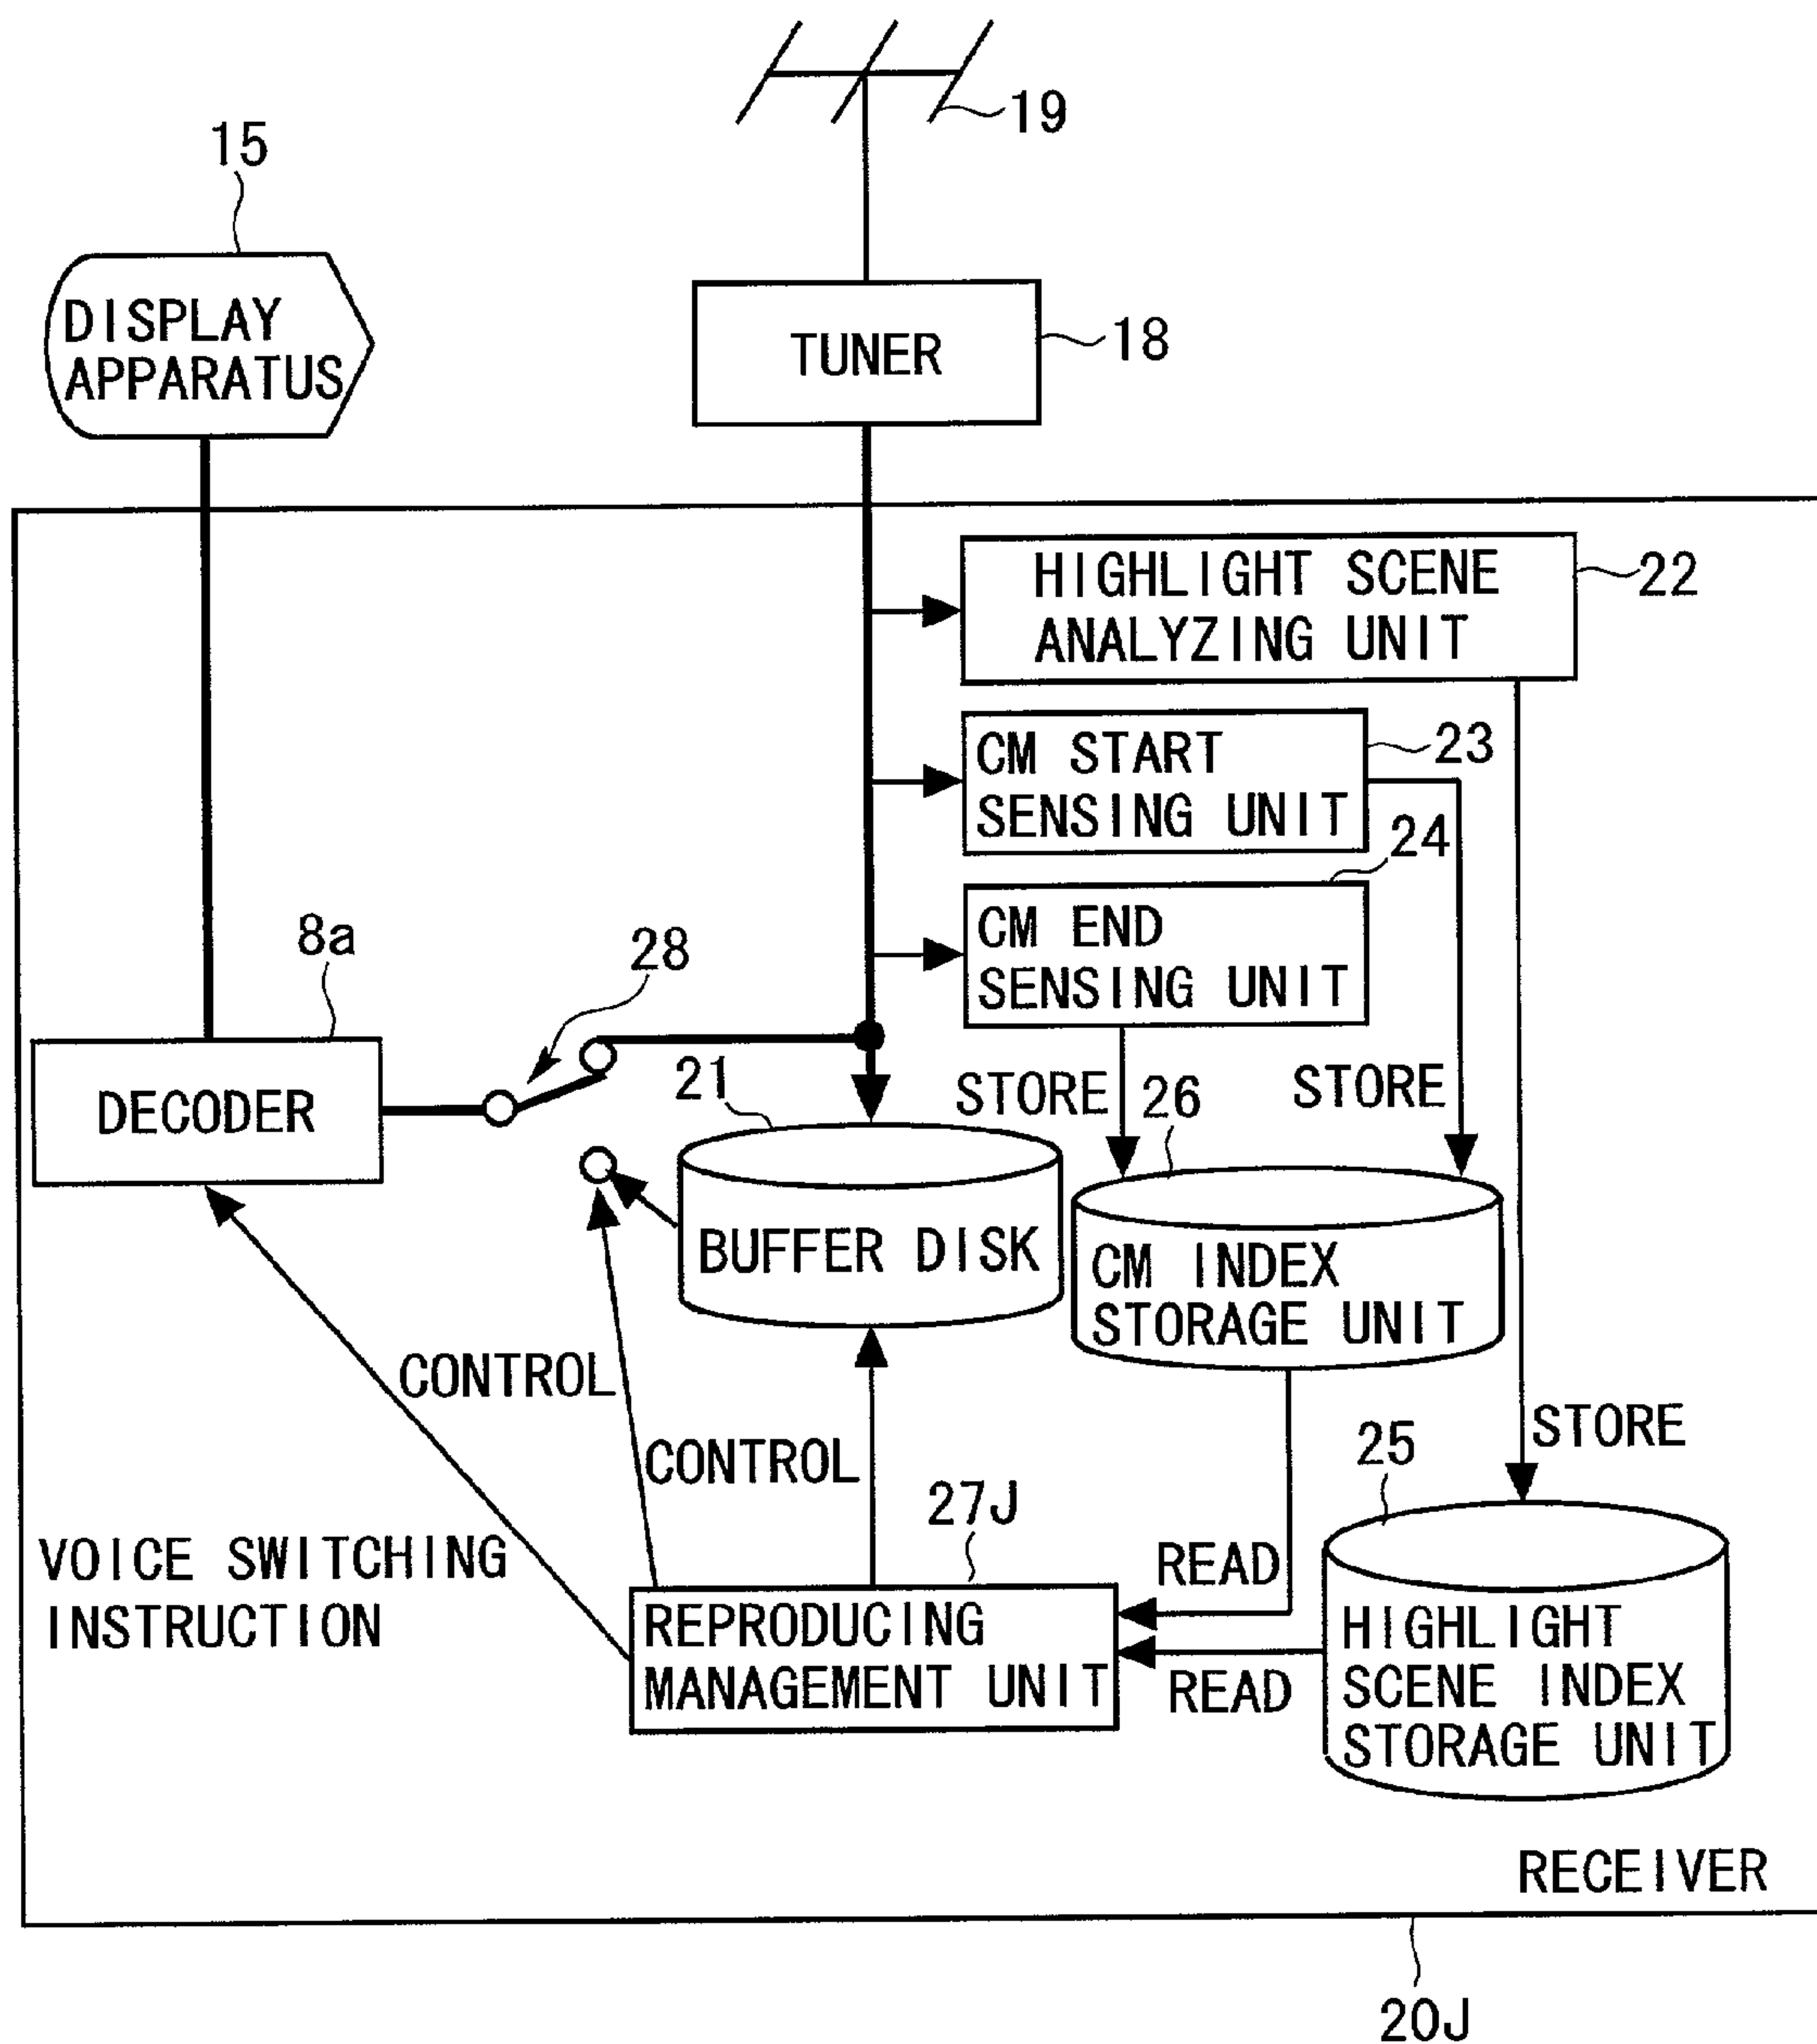 19
15
DISPLAY
APPARATUS
TUNER
18
HIGHLIGHT SCENE
ANALYZING UNIT
22
CM START
SENSING UNIT
23
24
CM END
SENSING UNIT
8a
28
DECODER
21
STORE
26
STORE
BUFFER DISK
CM INDEX
STORAGE UNIT
CONTROL
CONTROL
STORE
25
27J
VOICE SWITCHING
INSTRUCTION
READ
REPRODUCING
MANAGEMENT UNIT
READ
HIGHLIGHT
SCENE INDEX
STORAGE UNIT
RECEIVER
20J